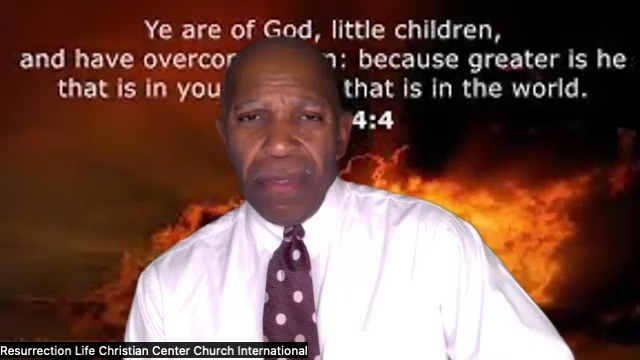 Ye are of God, little children,
and have overcon n: because greater is he
that is in you that is in the world.
4:4
Resurrection Life Christian Center Church International